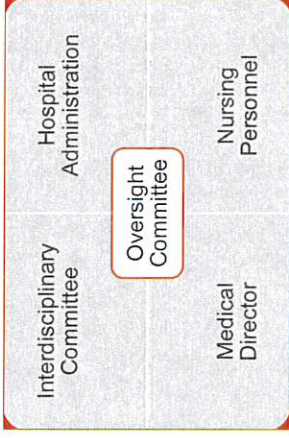 Interdisciplinary
Committee
Hospital
Administration
Oversight
Committee
Medical
Director
Nursing
Personnel